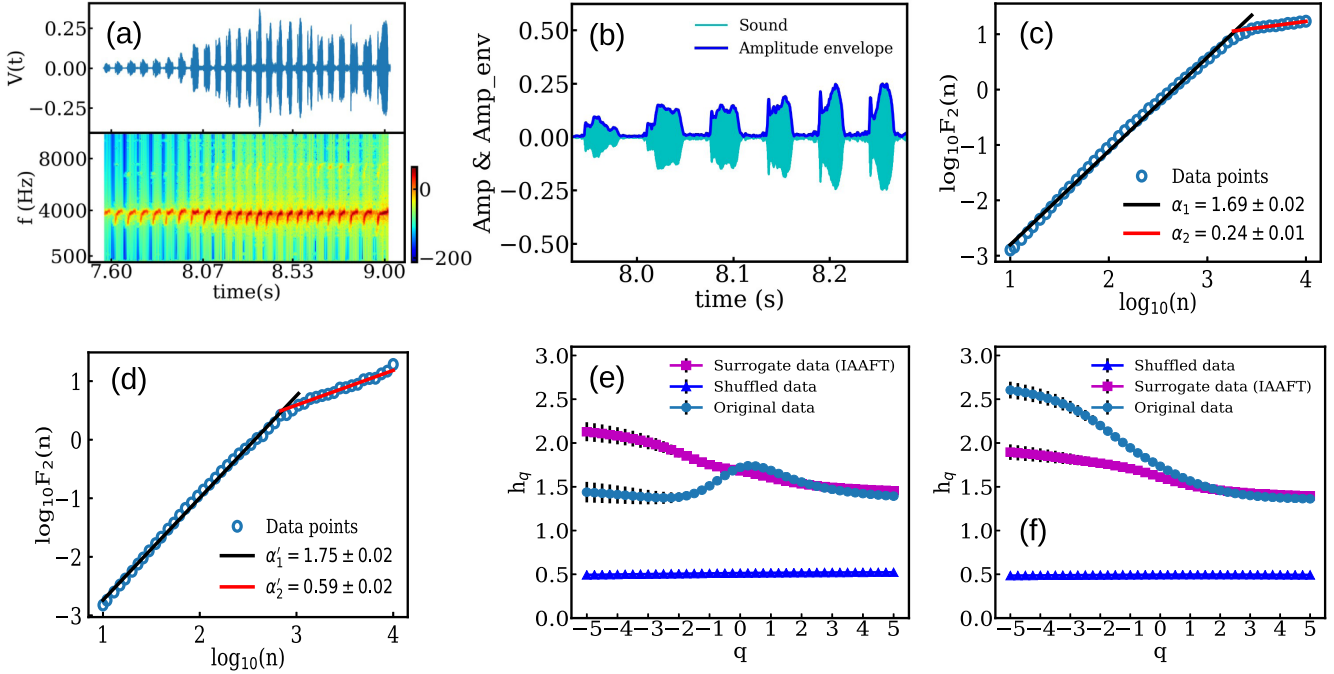 (a)
V(t)
0.25
0.00
−0.25
f (Hz)
8000
4000
500
0
−200
7.60 8.07 8.53 9.00
time(s)
(b)
Sound
Amplitude envelope
Amp & Amp_env
0.50
0.25
0.00
−0.25
−0.50
8.0 8.1 8.2
time (s)
(c)
log₁₀F₂(n)
1
0
−1
−2
−3
Data points
α₁ = 1.69 ± 0.02
α₂ = 0.24 ± 0.01
1 2 3 4
log₁₀(n)
(d)
log₁₀F₂(n)
1
0
−1
−2
−3
Data points
α′₁ = 1.75 ± 0.02
α′₂ = 0.59 ± 0.02
1 2 3 4
log₁₀(n)
(e)
Surrogate data (IAAFT)
Shuffled data
Original data
h_q
3.0
2.5
2.0
1.5
1.0
0.5
0.0
−5 −4 −3 −2 −1 0 1 2 3 4 5
q
Shuffled data
Surrogate data (IAAFT)
Original data
h_q
3.0
2.5
2.0
1.5
1.0
0.5
0.0
(f)
−5 −4 −3 −2 −1 0 1 2 3 4 5
q